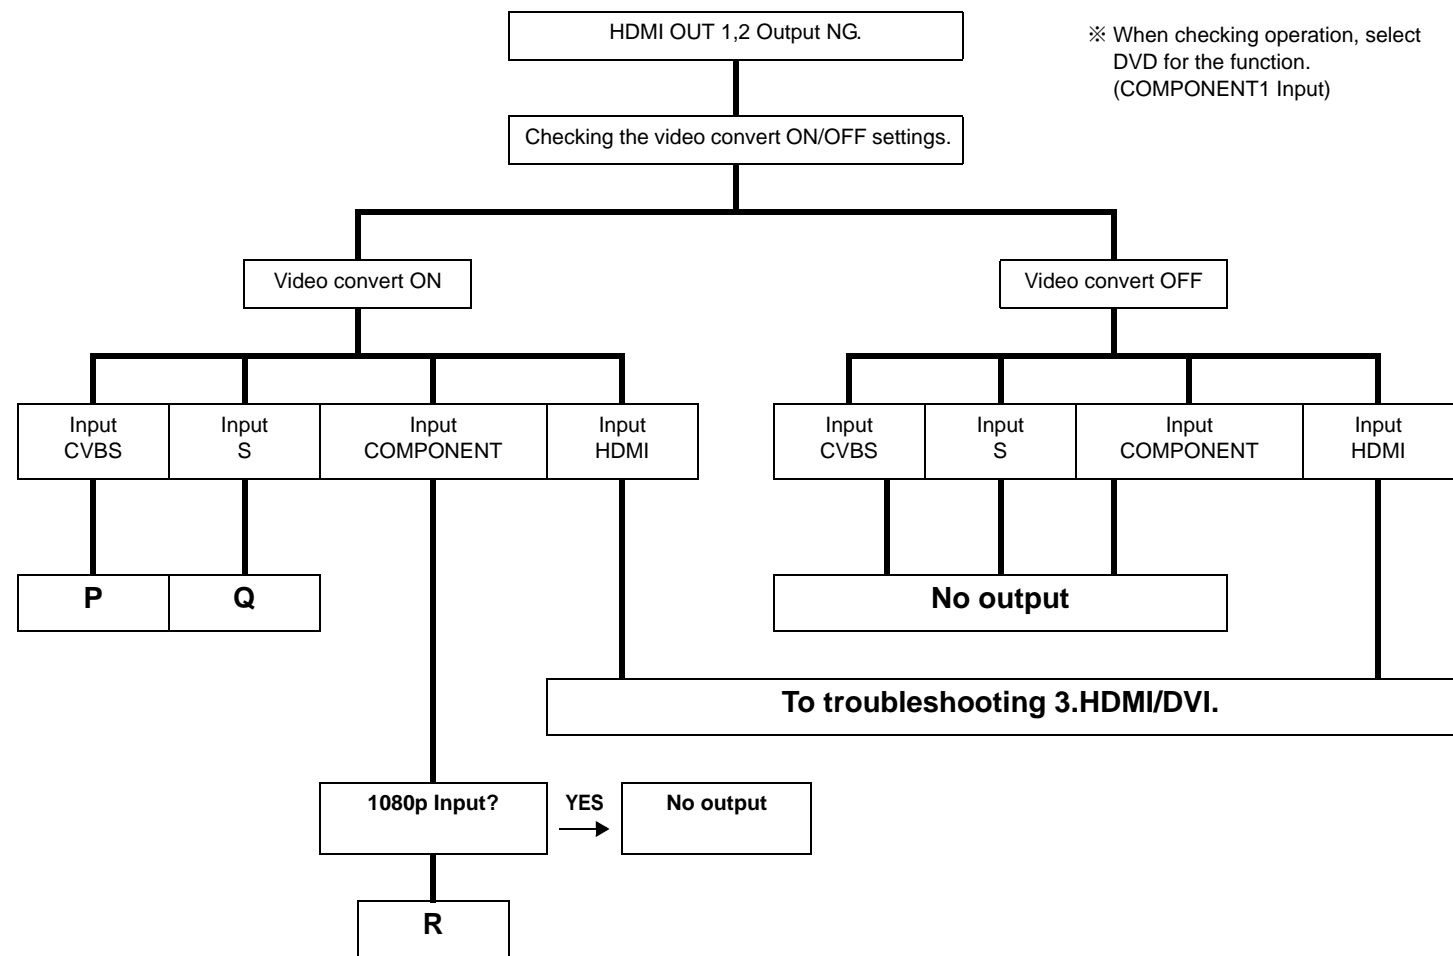 HDMI OUT 1,2 Output NG.
※ When checking operation, select
DVD for the function.
(COMPONENT1 Input)
Checking the video convert ON/OFF settings.
Video convert ON
Video convert OFF
Input
CVBS
Input
S
Input
COMPONENT
Input
HDMI
Input
CVBS
Input
S
Input
COMPONENT
Input
HDMI
P
Q
No output
To troubleshooting 3.HDMI/DVI.
1080p Input?
YES
No output
R